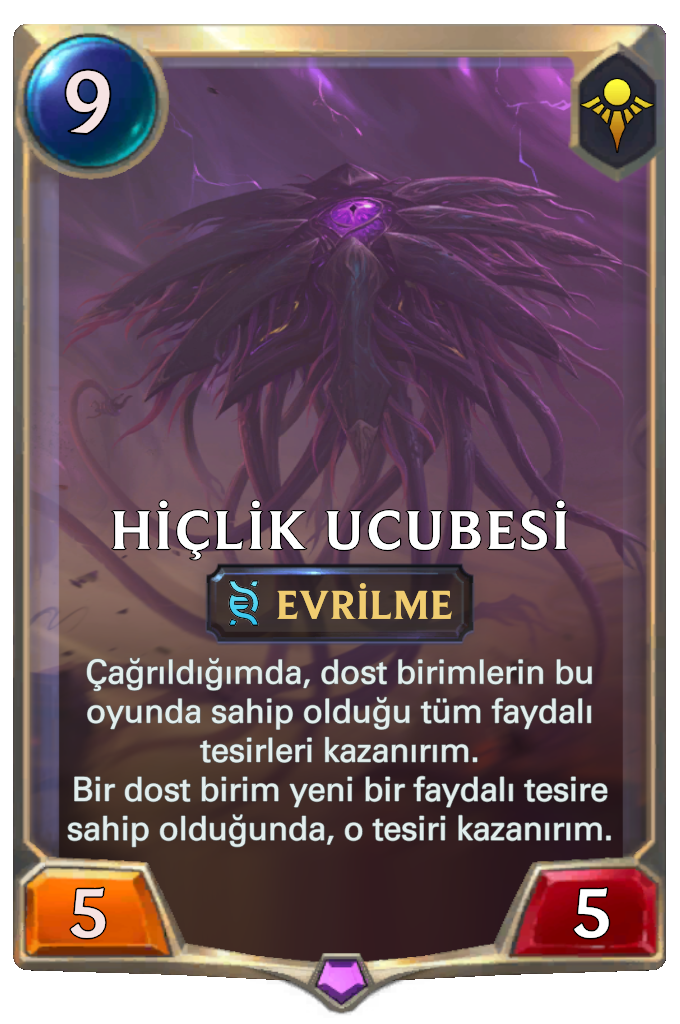 9
HİÇLİK UCUBESİ
EVRİLME
Çağrıldığımda, dost birimlerin bu
oyunda sahip olduğu tüm faydalı
tesirleri kazanırım.
Bir dost birim yeni bir faydalı tesire
sahip olduğunda, o tesiri kazanırım.
5
5